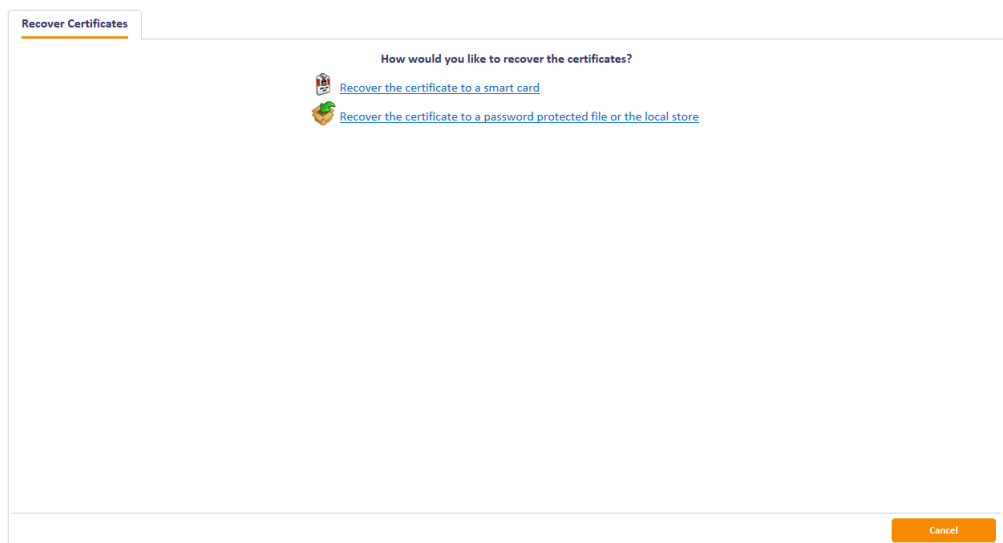 Recover Certificates
How would you like to recover the certificates?
Recover the certificate to a smart card
Recover the certificate to a password protected file or the local store
Cancel